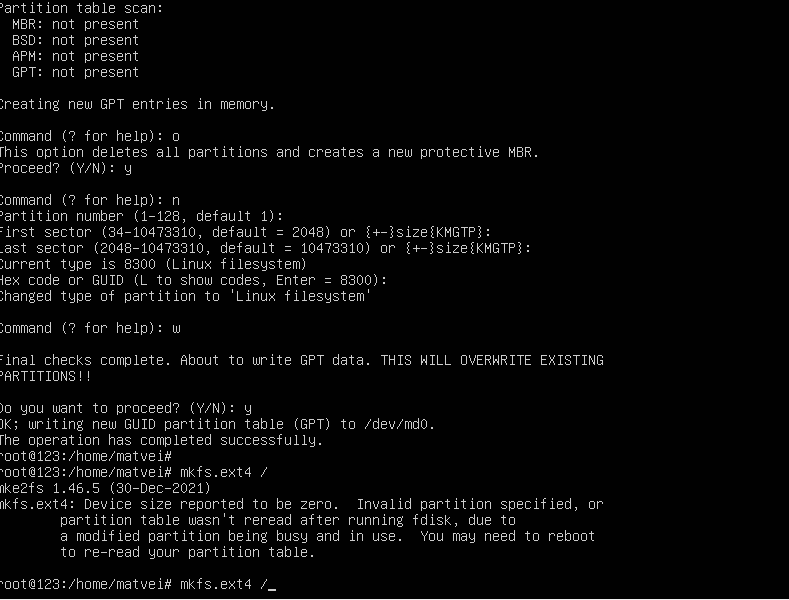 Partition table scan:
  MBR: not present
  BSD: not present
  APM: not present
  GPT: not present

Creating new GPT entries in memory.

Command (? for help): o
This option deletes all partitions and creates a new protective MBR.
Proceed? (Y/N): y

Command (? for help): n
Partition number (1-128, default 1):
First sector (34-10473310, default = 2048) or {+-}size{KMGTP}:
Last sector (2048-10473310, default = 10473310) or {+-}size{KMGTP}:
Current type is 8300 (Linux filesystem)
Hex code or GUID (L to show codes, Enter = 8300):
Changed type of partition to 'Linux filesystem'

Command (? for help): w

Final checks complete. About to write GPT data. THIS WILL OVERWRITE EXISTING
PARTITIONS!!

Do you want to proceed? (Y/N): y
OK; writing new GUID partition table (GPT) to /dev/md0.
The operation has completed successfully.
root@123:/home/matvei#
root@123:/home/matvei# mkfs.ext4 /
mke2fs 1.46.5 (30-Dec-2021)
mkfs.ext4: Device size reported to be zero.  Invalid partition specified, or
        partition table wasn't reread after running fdisk, due to
        a modified partition being busy and in use.  You may need to reboot
        to re-read your partition table.

root@123:/home/matvei# mkfs.ext4 /_